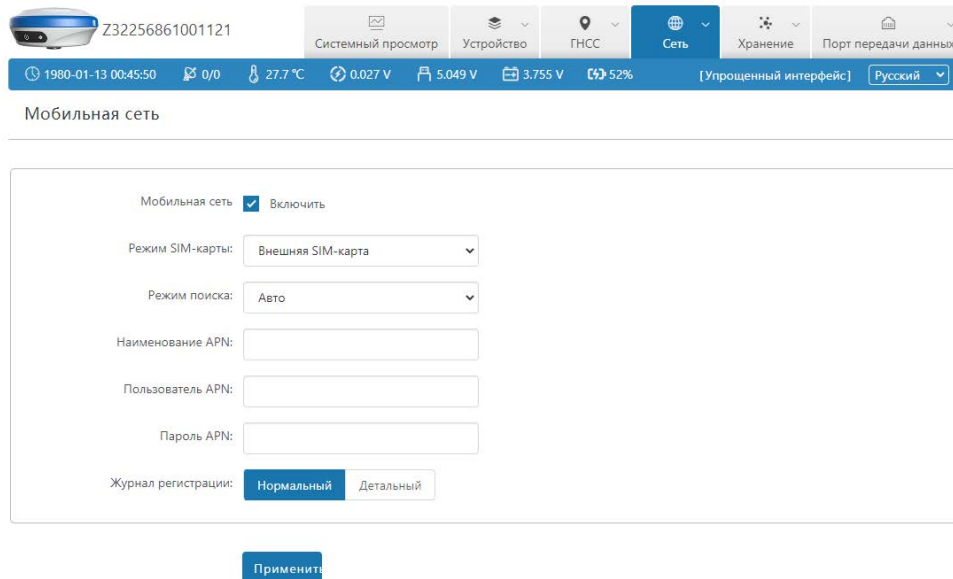 Z32256861001121
Системный просмотр
Устройство
ГНСС
Сеть
Хранение
Порт передачи данных
1980-01-13 00:45:50 0/0 27.7 ℃ 0.027 V 5.049 V 3.755 V 52% [Упрощенный интерфейс] Русский
Мобильная сеть
Мобильная сеть Включить
Режим SIM-карты: Внешняя SIM-карта
Режим поиска: Авто
Наименование APN:
Пользователь APN:
Пароль APN:
Журнал регистрации: Нормальный Детальный
Применить